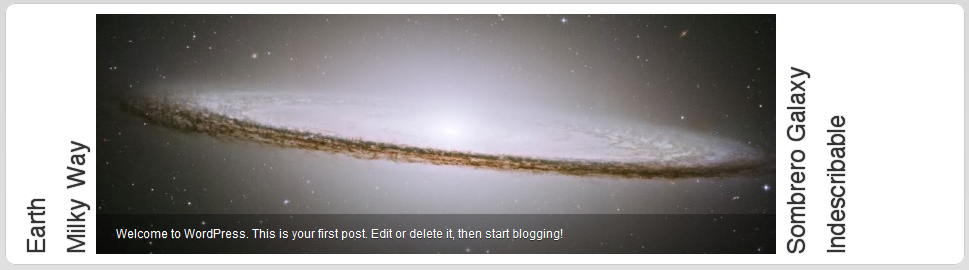 Earth
Milky Way
Welcome to WordPress. This is your first post. Edit or delete it, then start blogging!
Sombrero Galaxy
Indescribable